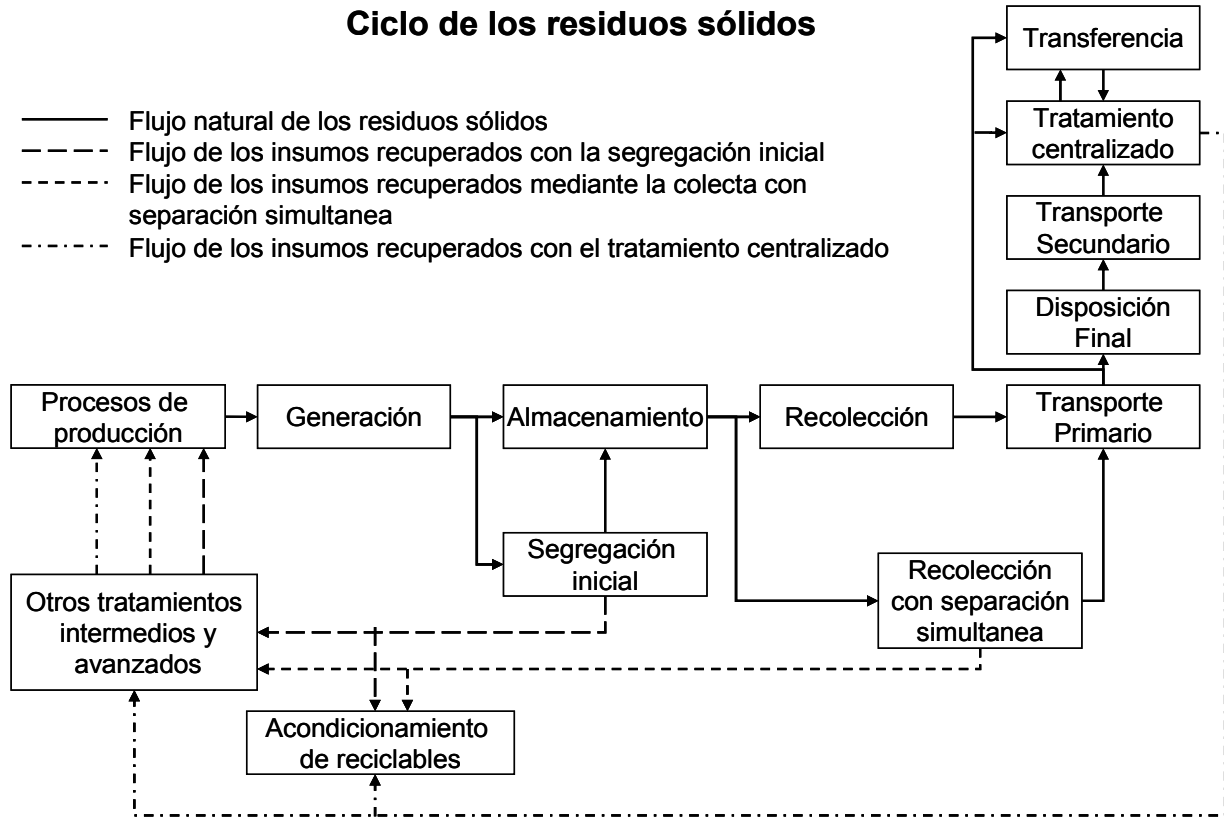 Ciclo de los residuos sólidos
Flujo natural de los residuos sólidos
Flujo de los insumos recuperados con la segregación inicial
Flujo de los insumos recuperados mediante la colecta con
separación simultanea
Flujo de los insumos recuperados con el tratamiento centralizado
Transferencia
Tratamiento
centralizado
Transporte
Secundario
Disposición
Final
Procesos de
producción
Generación
Almacenamiento
Recolección
Transporte
Primario
Segregación
inicial
Recolección
con separación
simultanea
Otros tratamientos
intermedios y
avanzados
Acondicionamiento
de reciclables